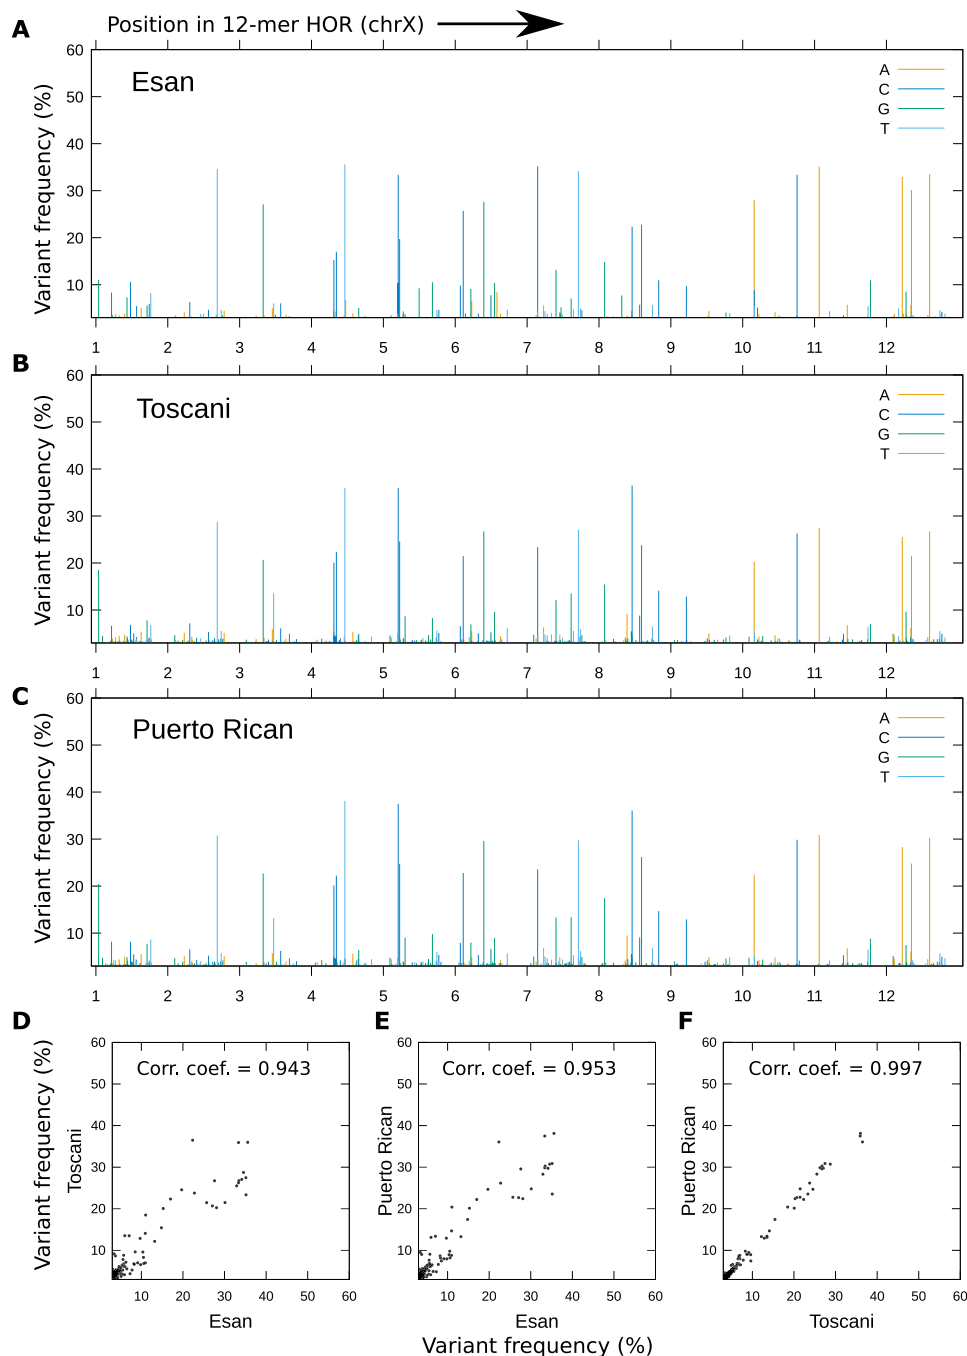 A
Position in 12-mer HOR (chrX)
Esan
Variant frequency (%)
60
50
40
30
20
10
A
C
G
T
1 2 3 4 5 6 7 8 9 10 11 12
B
Toscani
Variant frequency (%)
60
50
40
30
20
10
A
C
G
T
1 2 3 4 5 6 7 8 9 10 11 12
C
Puerto Rican
Variant frequency (%)
60
50
40
30
20
10
A
C
G
T
1 2 3 4 5 6 7 8 9 10 11 12
D
Corr. coef. = 0.943
Variant frequency (%)
Toscani
60
50
40
30
20
10
10 20 30 40 50 60
Esan
E
Corr. coef. = 0.953
Puerto Rican
60
50
40
30
20
10
10 20 30 40 50 60
Esan
F
Corr. coef. = 0.997
Puerto Rican
60
50
40
30
20
10
10 20 30 40 50 60
Toscani
Variant frequency (%)